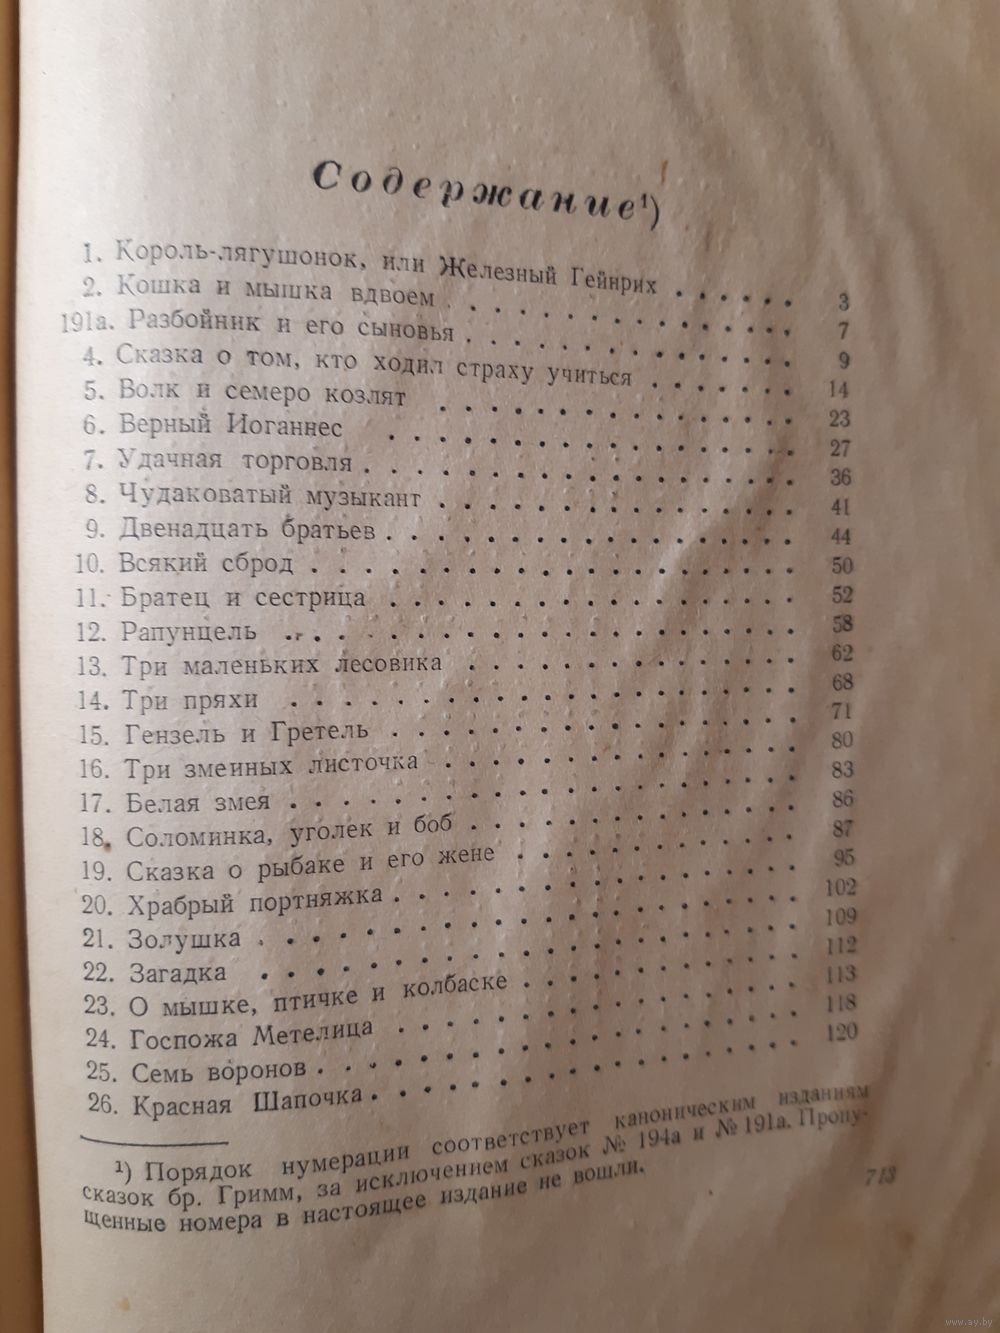 Содержание¹)
1. Король-лягушонок, или Железный Гейнрих . . . . . . 3
2. Кошка и мышка вдвоем . . . . . . . . . . . . . . 7
191а. Разбойник и его сыновья . . . . . . . . . . . . . . 9
4. Сказка о том, кто ходил страху учиться . . . . . . . 14
5. Волк и семеро козлят . . . . . . . . . . . . . . 23
6. Верный Иоганнес . . . . . . . . . . . . . . . . 27
7. Удачная торговля . . . . . . . . . . . . . . . . . 36
8. Чудаковатый музыкант . . . . . . . . . . . . . . 41
9. Двенадцать братьев . . . . . . . . . . . . . . . . 44
10. Всякий сброд . . . . . . . . . . . . . . . . . . . 50
11. Братец и сестрица . . . . . . . . . . . . . . . . 52
12. Рапунцель . . . . . . . . . . . . . . . . . . . . 58
13. Три маленьких лесовика . . . . . . . . . . . . . 62
14. Три пряхи . . . . . . . . . . . . . . . . . . . . 68
15. Гензель и Гретель . . . . . . . . . . . . . . . . 71
16. Три змеиных листочка . . . . . . . . . . . . . . 80
17. Белая змея . . . . . . . . . . . . . . . . . . . . 83
18. Соломинка, уголек и боб . . . . . . . . . . . . . 86
19. Сказка о рыбаке и его жене . . . . . . . . . . . 87
20. Храбрый портняжка . . . . . . . . . . . . . . . . 95
21. Золушка . . . . . . . . . . . . . . . . . . . . . 102
22. Загадка . . . . . . . . . . . . . . . . . . . . . 109
23. О мышке, птичке и колбаске . . . . . . . . . . . 112
24. Госпожа Метелица . . . . . . . . . . . . . . . . 113
25. Семь воронов . . . . . . . . . . . . . . . . . . . 118
26. Красная Шапочка . . . . . . . . . . . . . . . . . 120
¹) Порядок нумерации соответствует каноническим изданиям
сказок бр. Гримм, за исключением сказок № 194а и № 191а. Пропу-
щенные номера в настоящее издание не вошли.
713
www.ay.by